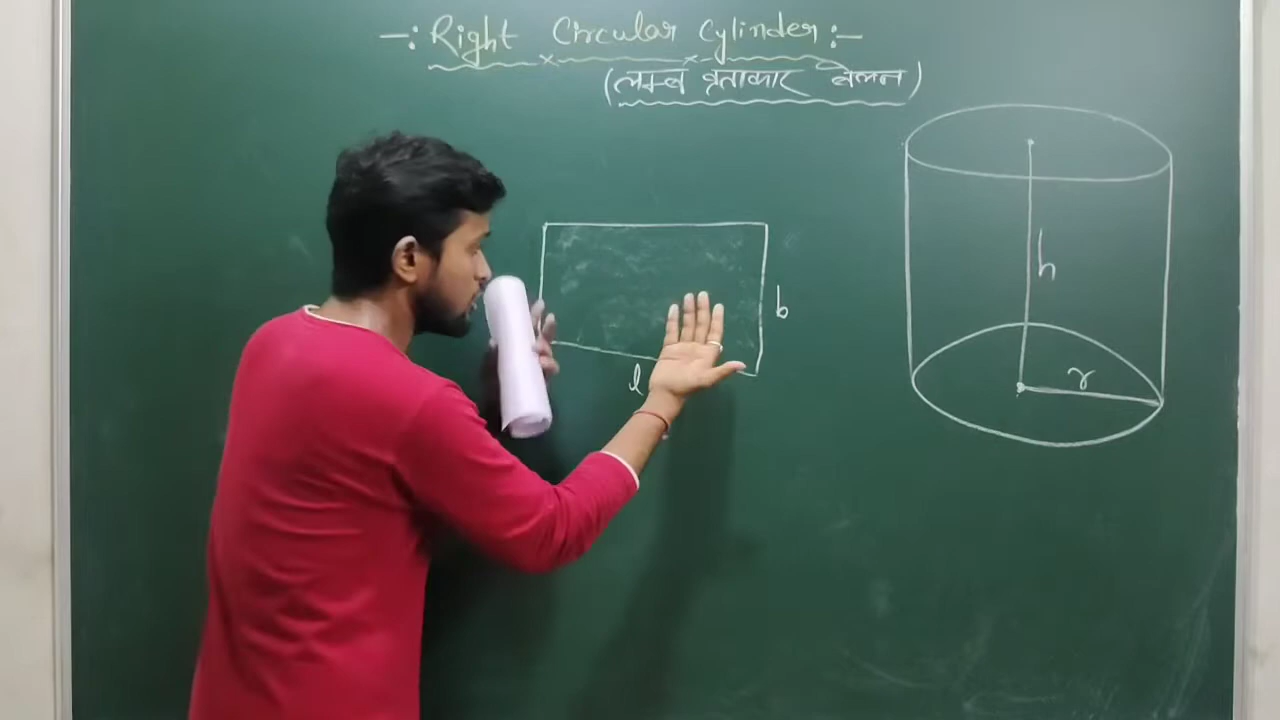 -: Right Circular Cylinder :-
(लम्ब वृताकार बेलन)
b
l
h
r